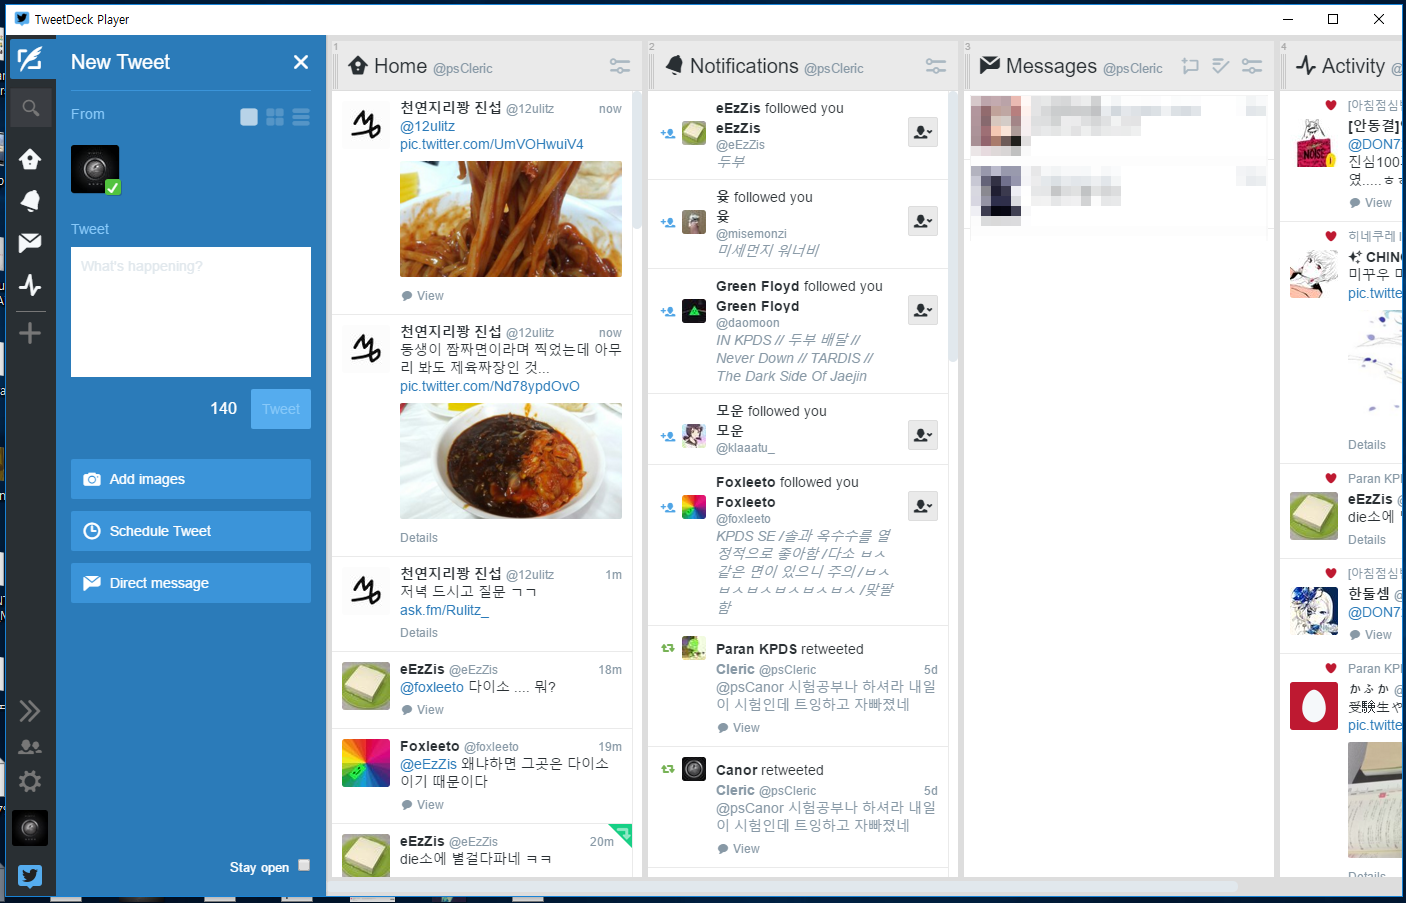 TweetDeck Player
New Tweet
From
Tweet
What's happening?
140
Tweet
Add images
Schedule Tweet
Direct message
Stay open
1
Home @psCleric
천연지리짱 진섭 @12ulitz now
@12ulitz
pic.twitter.com/UmVOHwuiV4
View
천연지리짱 진섭 @12ulitz now
동생이 짬짜면이라며 찍었는데 아무
리 봐도 제육짜장인 것...
pic.twitter.com/Nd78ypdOvO
Details
천연지리짱 진섭 @12ulitz 1m
저녁 드시고 질문 ㄱㄱ
ask.fm/Rulitz_
Details
eEzZis @eEzZis 18m
@foxleeto 다이소 .... 뭐?
View
Foxleeto @foxleeto 19m
@eEzZis 왜냐하면 그곳은 다이소
이기 때문이다
View
eEzZis @eEzZis 20m
die소에 별걸다파네 ㅋㅋ
2
Notifications @psCleric
eEzZis followed you
eEzZis
@eEzZis
두부
윷 followed you
윷
@misemonzi
미세먼지 워너비
Green Floyd followed you
Green Floyd
@daomoon
IN KPDS // 두부 배달 //
Never Down // TARDIS //
The Dark Side Of Jaejin
모운 followed you
모운
@klaaatu_
Foxleeto followed you
Foxleeto
@foxleeto
KPDS SE /솔과 옥수수를 열
정적으로 좋아함 /다소 ㅂㅅ
같은 면이 있으니 주의 /ㅂㅅ
ㅂㅅㅂㅅㅂㅅㅂㅅㅂㅅ /맞팔
함
Paran KPDS retweeted
Cleric @psCleric 5d
@psCanor 시험공부나 하셔라 내일
이 시험인데 트잉하고 자빠졌네
View
Canor retweeted
Cleric @psCleric 5d
@psCanor 시험공부나 하셔라 내일
이 시험인데 트잉하고 자빠졌네
View
3
Messages @psCleric
4
Activity @
[아침점심
[안동결]
@DON7
진심100
였.....ㅎㅎ
View
히네쿠레
CHINO
미꾸우 미
pic.twitte
Details
Paran KPI
eEzZis @
die소에
Details
[아침점심
한둘셈 @
@DON7
View
Paran KPI
かふか @
受験生や
pic.twitte
Details